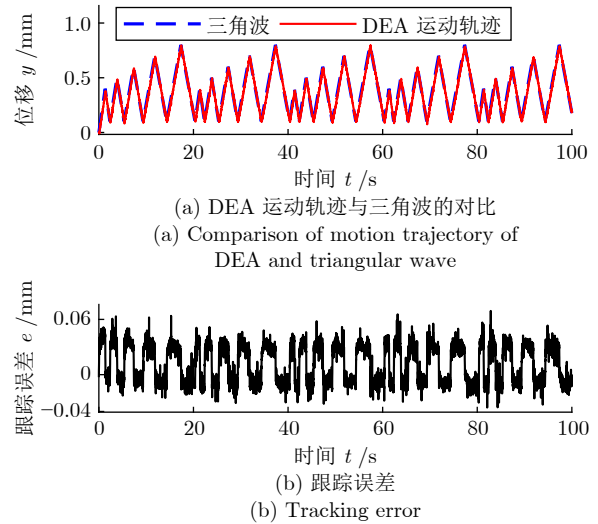 三角波 DEA 运动轨迹
位移 y /mm
1.0
0.5
0
0 20 40 60 80 100
时间 t /s
(a) DEA 运动轨迹与三角波的对比
(a) Comparison of motion trajectory of
DEA and triangular wave
跟踪误差 e /mm
0.06
0
−0.04
0 20 40 60 80 100
时间 t /s
(b) 跟踪误差
(b) Tracking error